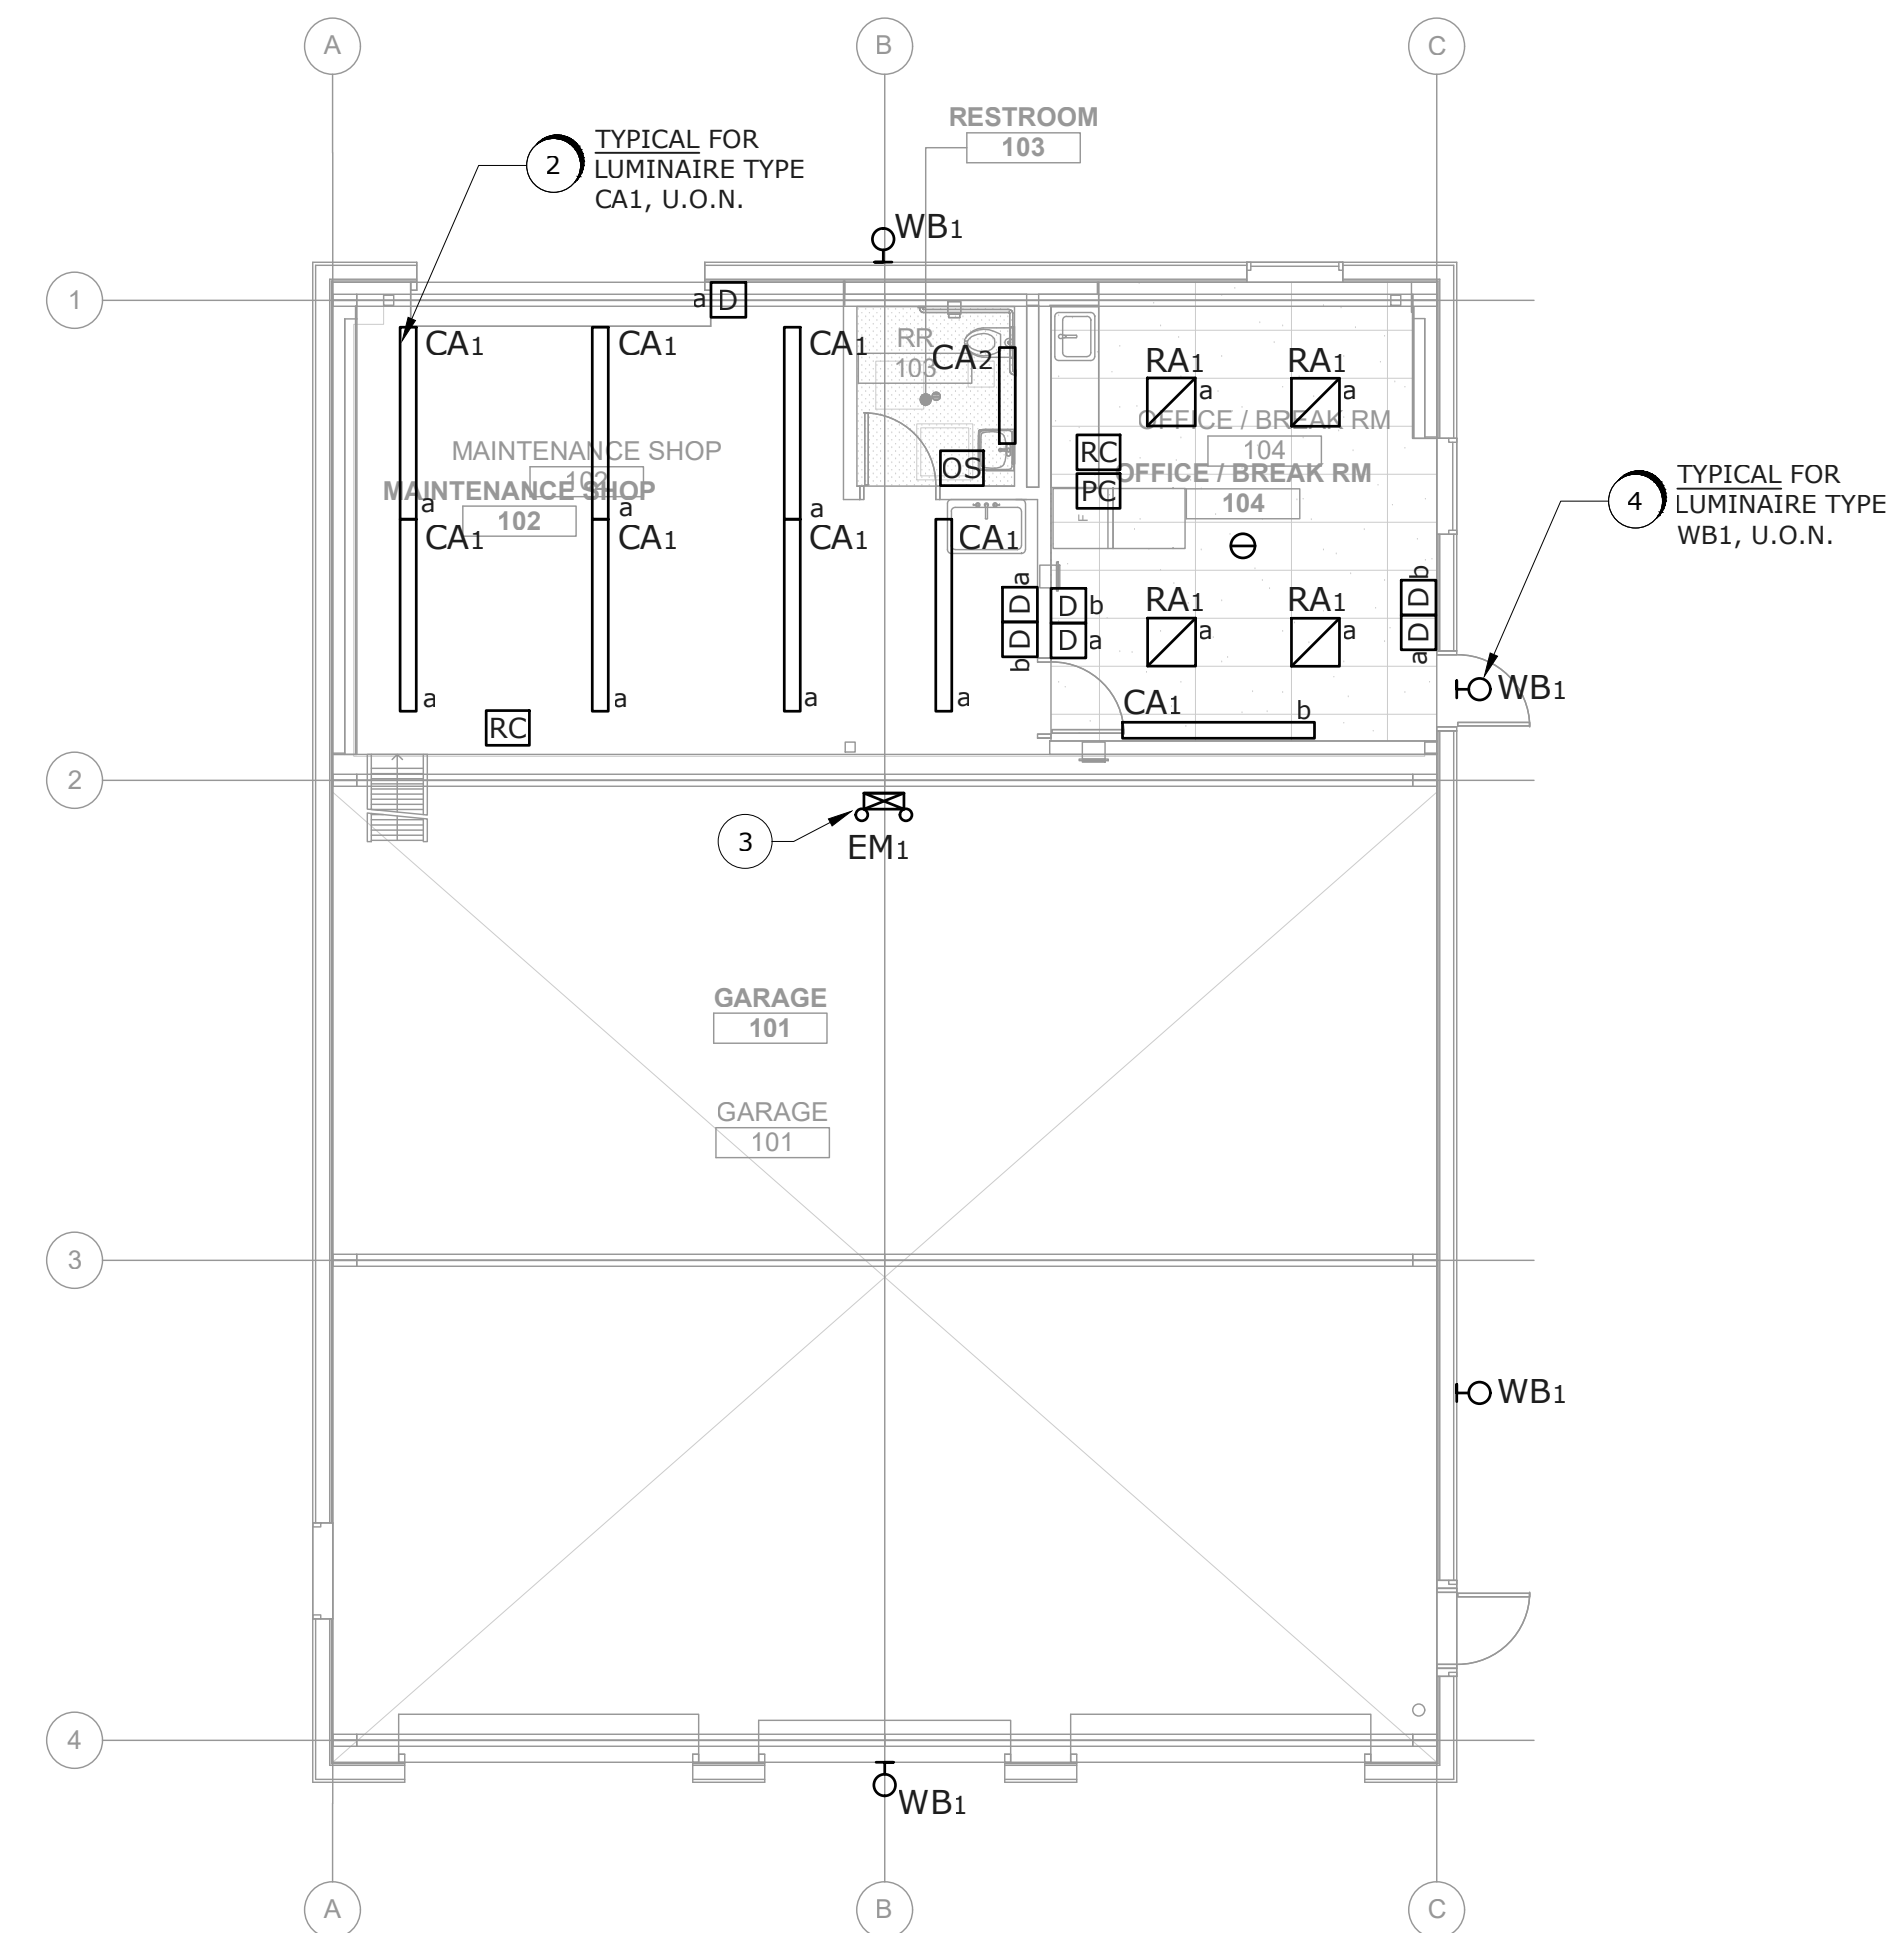 A
B
C
RESTROOM
103
2
TYPICAL FOR
LUMINAIRE TYPE
CA1, U.O.N.
WB1
1
a D
CA1
CA1
CA1
RR
103
CA2
RA1
RA1
a
a
OFFICE / BREAK RM
104
MAINTENANCE SHOP
102
RC
OS
OFFICE / BREAK RM
104
PC
F
MAINTENANCE SHOP
102
a
a
a
4
TYPICAL FOR
LUMINAIRE TYPE
WB1, U.O.N.
CA1
CA1
CA1
CA1
a
D
D
b
D b
D a
RA1
RA1
a
a
b
D
D
a
WB1
a
a
a
a
CA1
b
RC
2
3
EM1
GARAGE
101
GARAGE
101
3
WB1
4
WB1
A
B
C